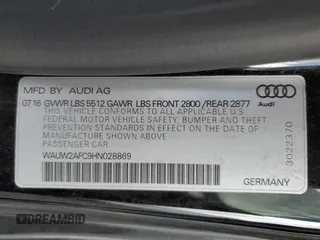 MFD BY AUDI AG
07 16 GVWR LBS 5512 GAWR LBS FRONT 2800 /REAR 2877
THIS VEHICLE CONFORMS TO ALL APPLICABLE U.S
FEDERAL MOTOR VEHICLE SAFETY, BUMPER AND THEFT
PREVENTION STANDARDS IN EFFECT ON THE DATE OF
MANUFACTURE SHOWN ABOVE.
PASSENGER CAR
WAUW2AFC9HN028869
GERMANY
Audi
3022370
DREAMBID